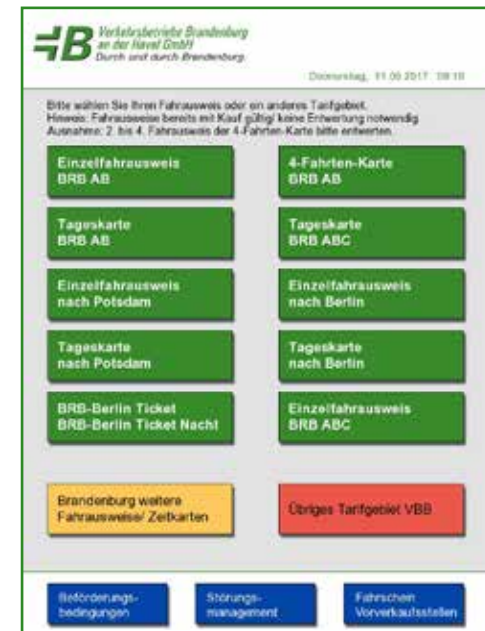 Verkehrsbetriebe Brandenburg
an der Havel GmbH
Durch und durch Brandenburg.
Donnerstag, 11.05.2017
Bitte wählen Sie Ihren Fahrausweis oder ein anderes Tarifgebiet.
Hinweis: Fahrausweise bereits mit Kauf gültig/ keine Entwertung notwendig
Ausnahme: 2. bis 4. Fahrausweis der 4-Fahrten-Karte bitte entwerten.
Einzelfahrausweis
BRB AB
4-Fahrten-Karte
BRB AB
Tageskarte
BRB AB
Tageskarte
BRB ABC
Einzelfahrausweis
nach Potsdam
Einzelfahrausweis
nach Berlin
Tageskarte
nach Potsdam
Tageskarte
nach Berlin
BRB-Berlin Ticket
BRB-Berlin Ticket Nacht
Einzelfahrausweis
BRB ABC
Brandenburg weitere
Fahrausweise/ Zeitkarten
Übriges Tarifgebiet VBB
Beförderungs-
bedingungen
Störungs-
management
Fahrschein
Vorverkaufsstellen